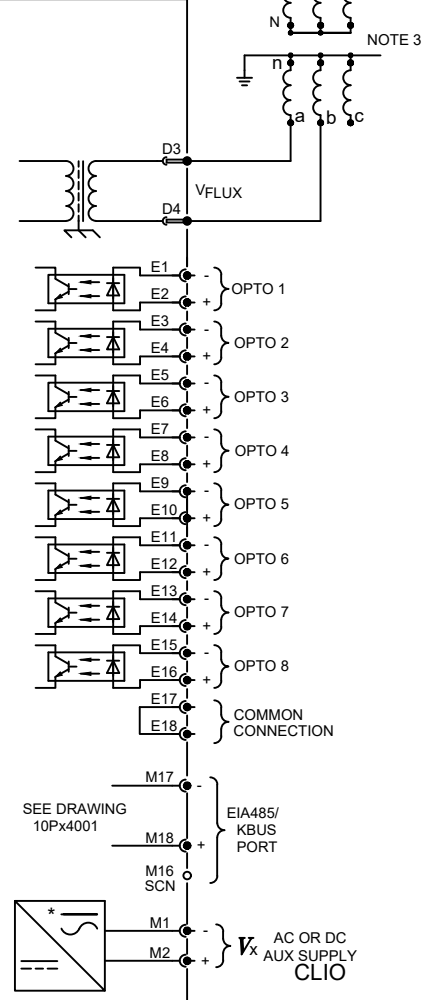 N
NOTE 3
n
a b c
D3
VFLUX
D4
E1 -
E2 +
OPTO 1
E3 -
E4 +
OPTO 2
E5 -
E6 +
OPTO 3
E7 -
E8 +
OPTO 4
E9 -
E10 +
OPTO 5
E11 -
E12 +
OPTO 6
E13 -
E14 +
OPTO 7
E15 -
E16 +
OPTO 8
E17
E18
COMMON
CONNECTION
M17 -
SEE DRAWING
10Px4001
EIA485/
KBUS
PORT
M18 +
M16
SCN
*
M1 -
M2 +
Vx
AC OR DC
AUX SUPPLY
CLIO